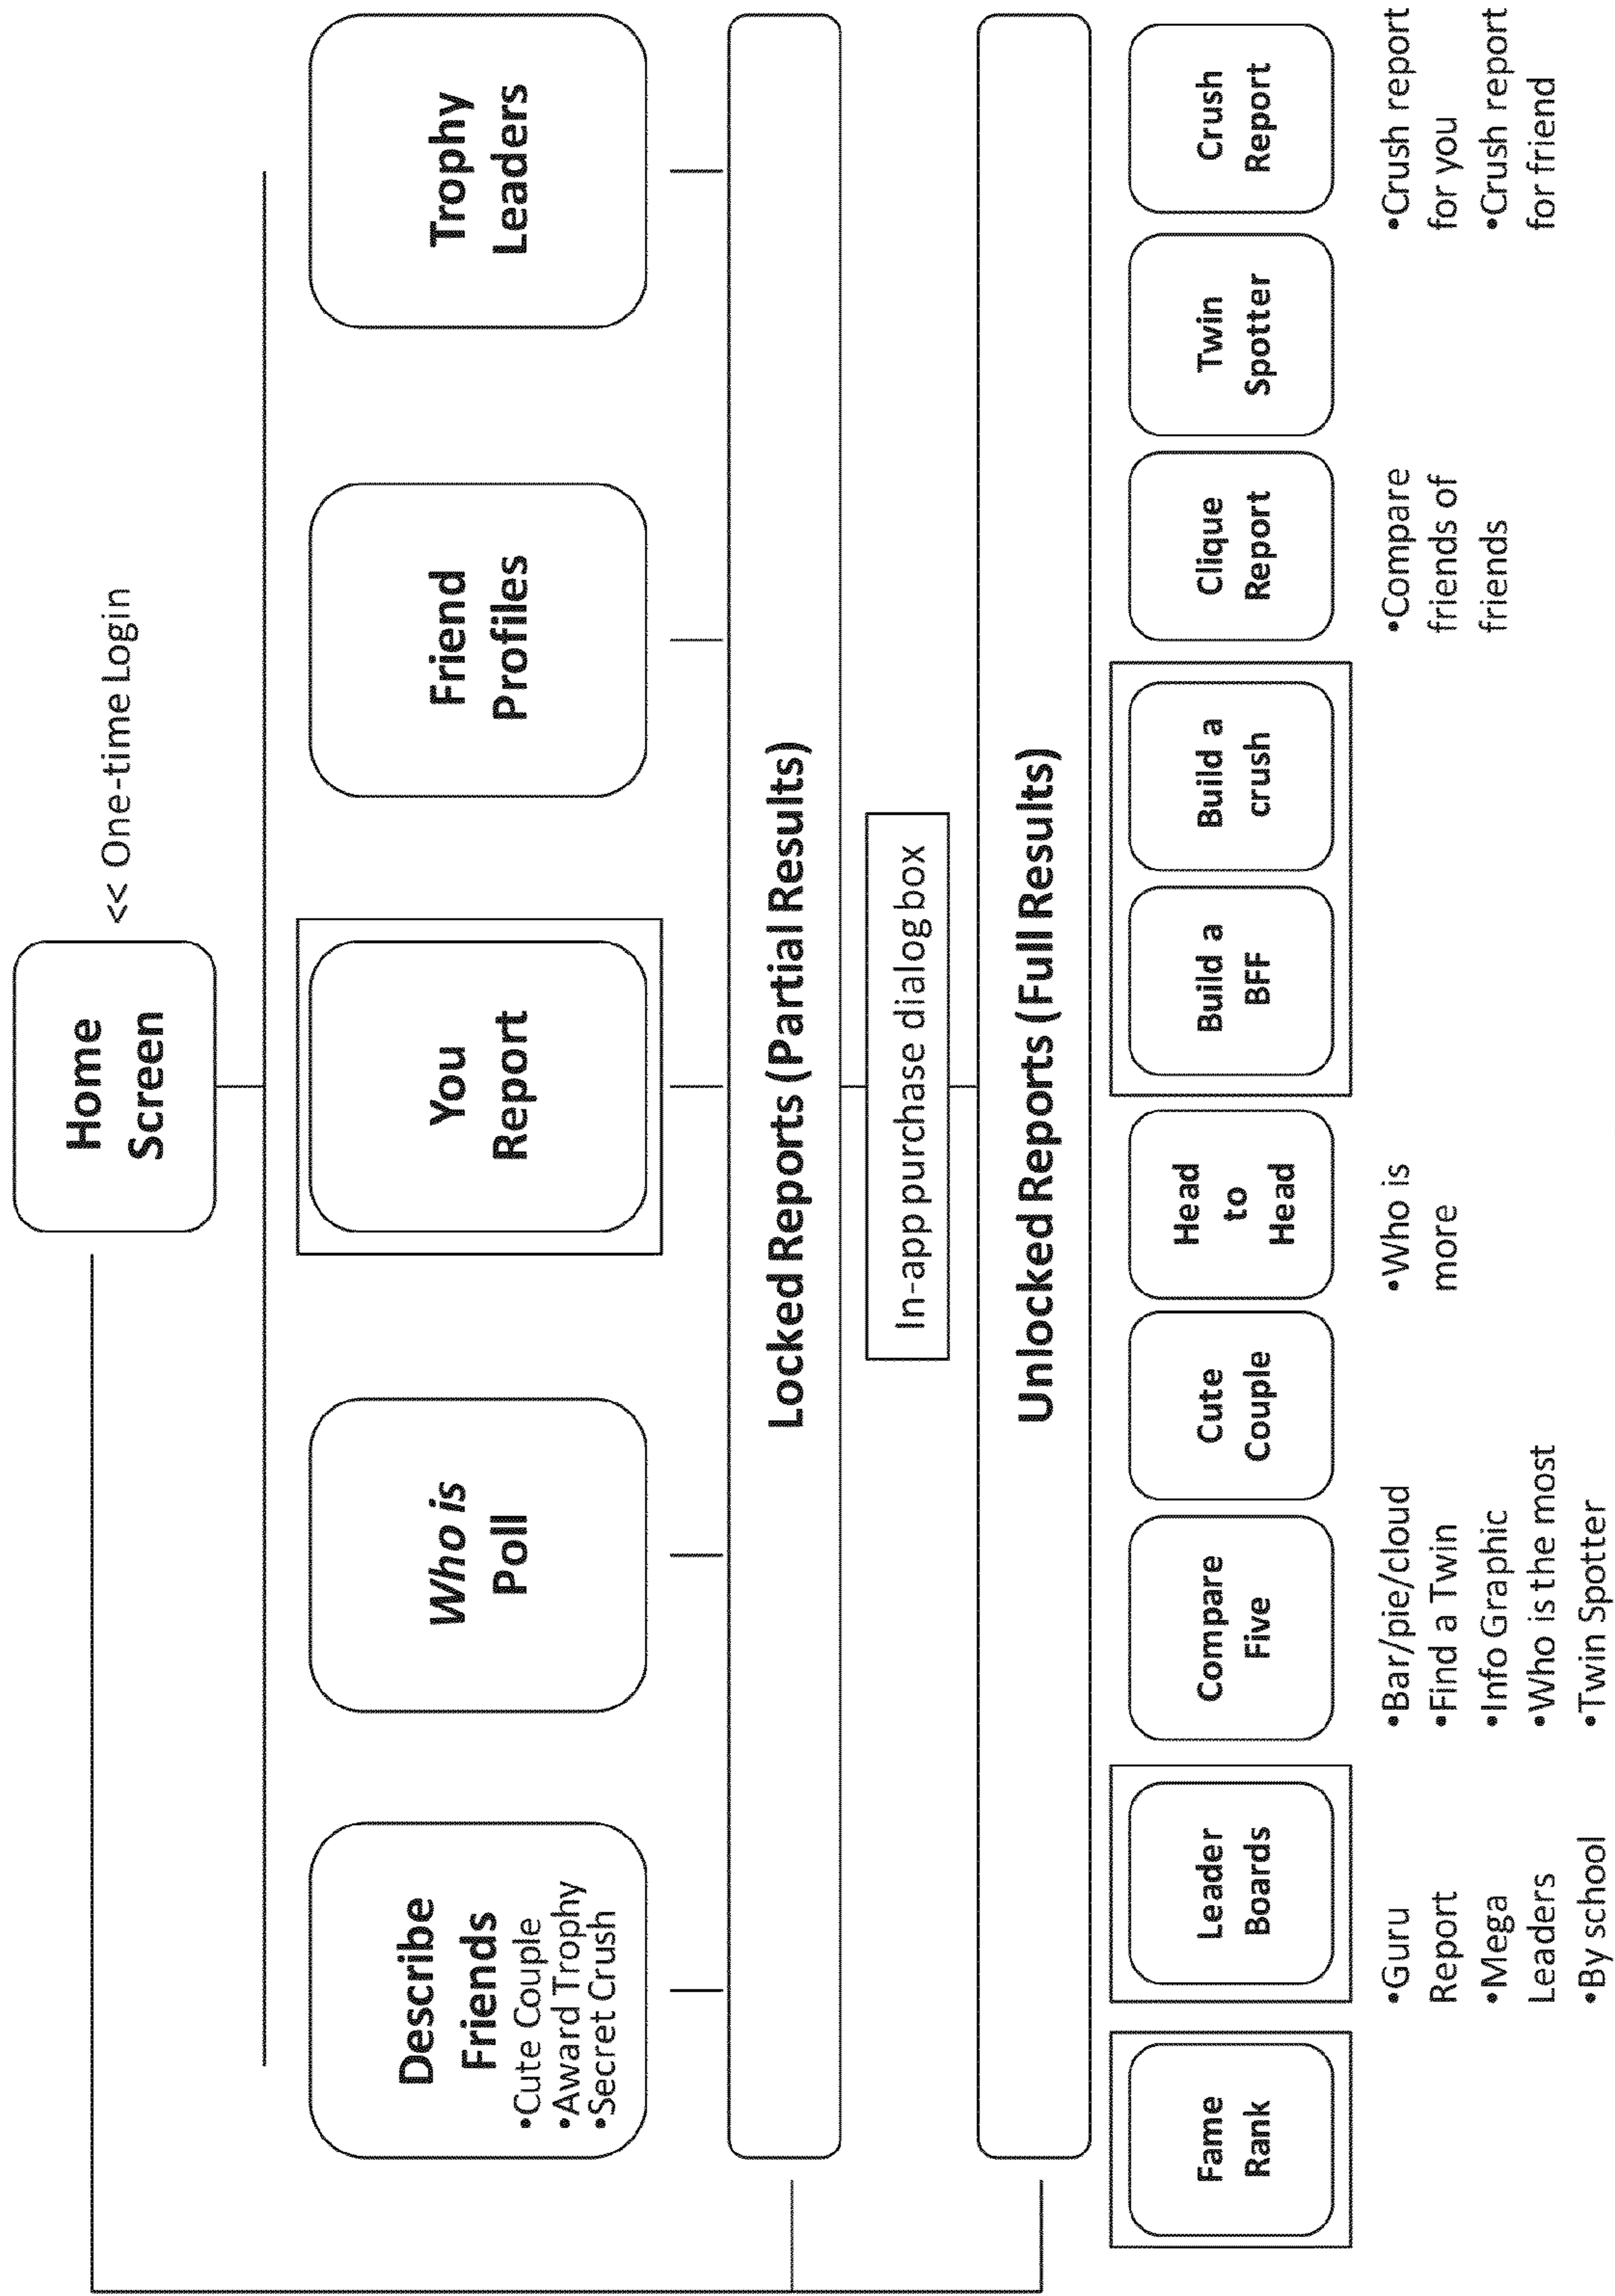 Home
Screen
<< One-time Login
Describe
Friends
•Cute Couple
•Award Trophy
•Secret Crush
Who is
Poll
You
Report
Friend
Profiles
Trophy
Leaders
Locked Reports (Partial Results)
In-app purchase dialog box
Unlocked Reports (Full Results)
Fame
Rank
Leader
Boards
•Guru
Report
•Mega
Leaders
•By school
Compare
Five
•Bar/pie/cloud
•Find a Twin
•Info Graphic
•Who is the most
•Twin Spotter
Cute
Couple
Head
to
Head
•Who is
more
Build a
BFF
Build a
crush
Clique
Report
•Compare
friends of
friends
Twin
Spotter
Crush
Report
•Crush report
for you
•Crush report
for friend